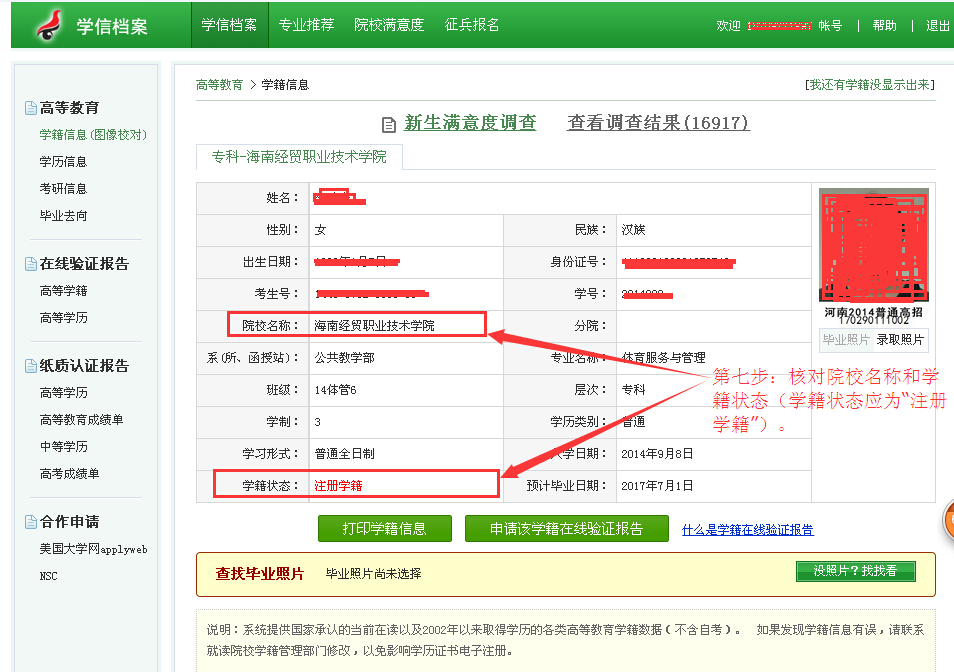 学信档案
学信档案 专业推荐 院校满意度 征兵报名
欢迎 帐号 | 帮助 | 退出
高等教育
学籍信息(图像校对)
学历信息
考研信息
毕业去向
在线验证报告
高等学籍
高等学历
纸质认证报告
高等学历
高等教育成绩单
中等学历
高考成绩单
合作申请
美国大学网applyweb
NSC
高等教育 > 学籍信息
[我还有学籍没显示出来]
新生满意度调查 查看调查结果(16917)
专科-海南经贸职业技术学院
姓名:
性别: 女 民族: 汉族
出生日期: 身份证号:
考生号: 学号:
院校名称: 海南经贸职业技术学院 分院:
系(所、函授站): 公共教学部 专业名称: 体育服务与管理
班级: 14体管6 层次: 专科
学制: 3 学历类别: 普通
学习形式: 普通全日制 入学日期: 2014年9月8日
学籍状态: 注册学籍 预计毕业日期: 2017年7月1日
河南2014普通高招
170290111002
毕业照片 录取照片
第七步:核对院校名称和学
籍状态(学籍状态应为“注册
学籍”)。
打印学籍信息 申请该学籍在线验证报告 什么是学籍在线验证报告
查找毕业照片 毕业照片尚未选择 没照片?找找看
说明:系统提供国家承认的当前在读以及2002年以来取得学历的各类高等教育学籍数据(不含自考)。 如果发现学籍信息有误,请联系
就读院校学籍管理部门修改,以免影响学历证书电子注册。